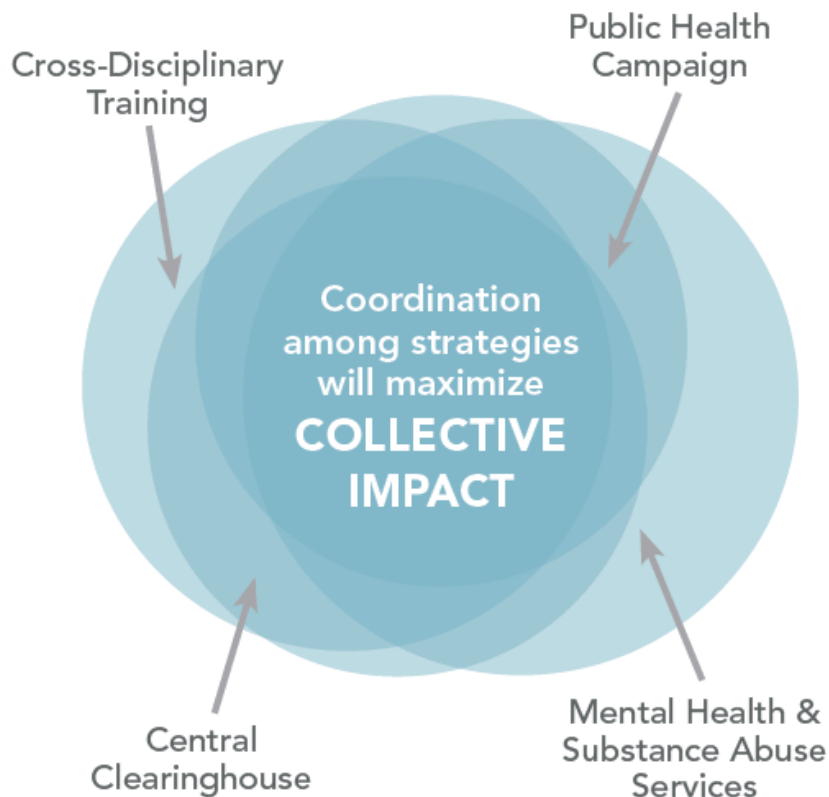 Public Health
Campaign
Cross-Disciplinary
Training
Coordination
among strategies
will maximize
COLLECTIVE
IMPACT
Central
Clearinghouse
Mental Health &
Substance Abuse
Services